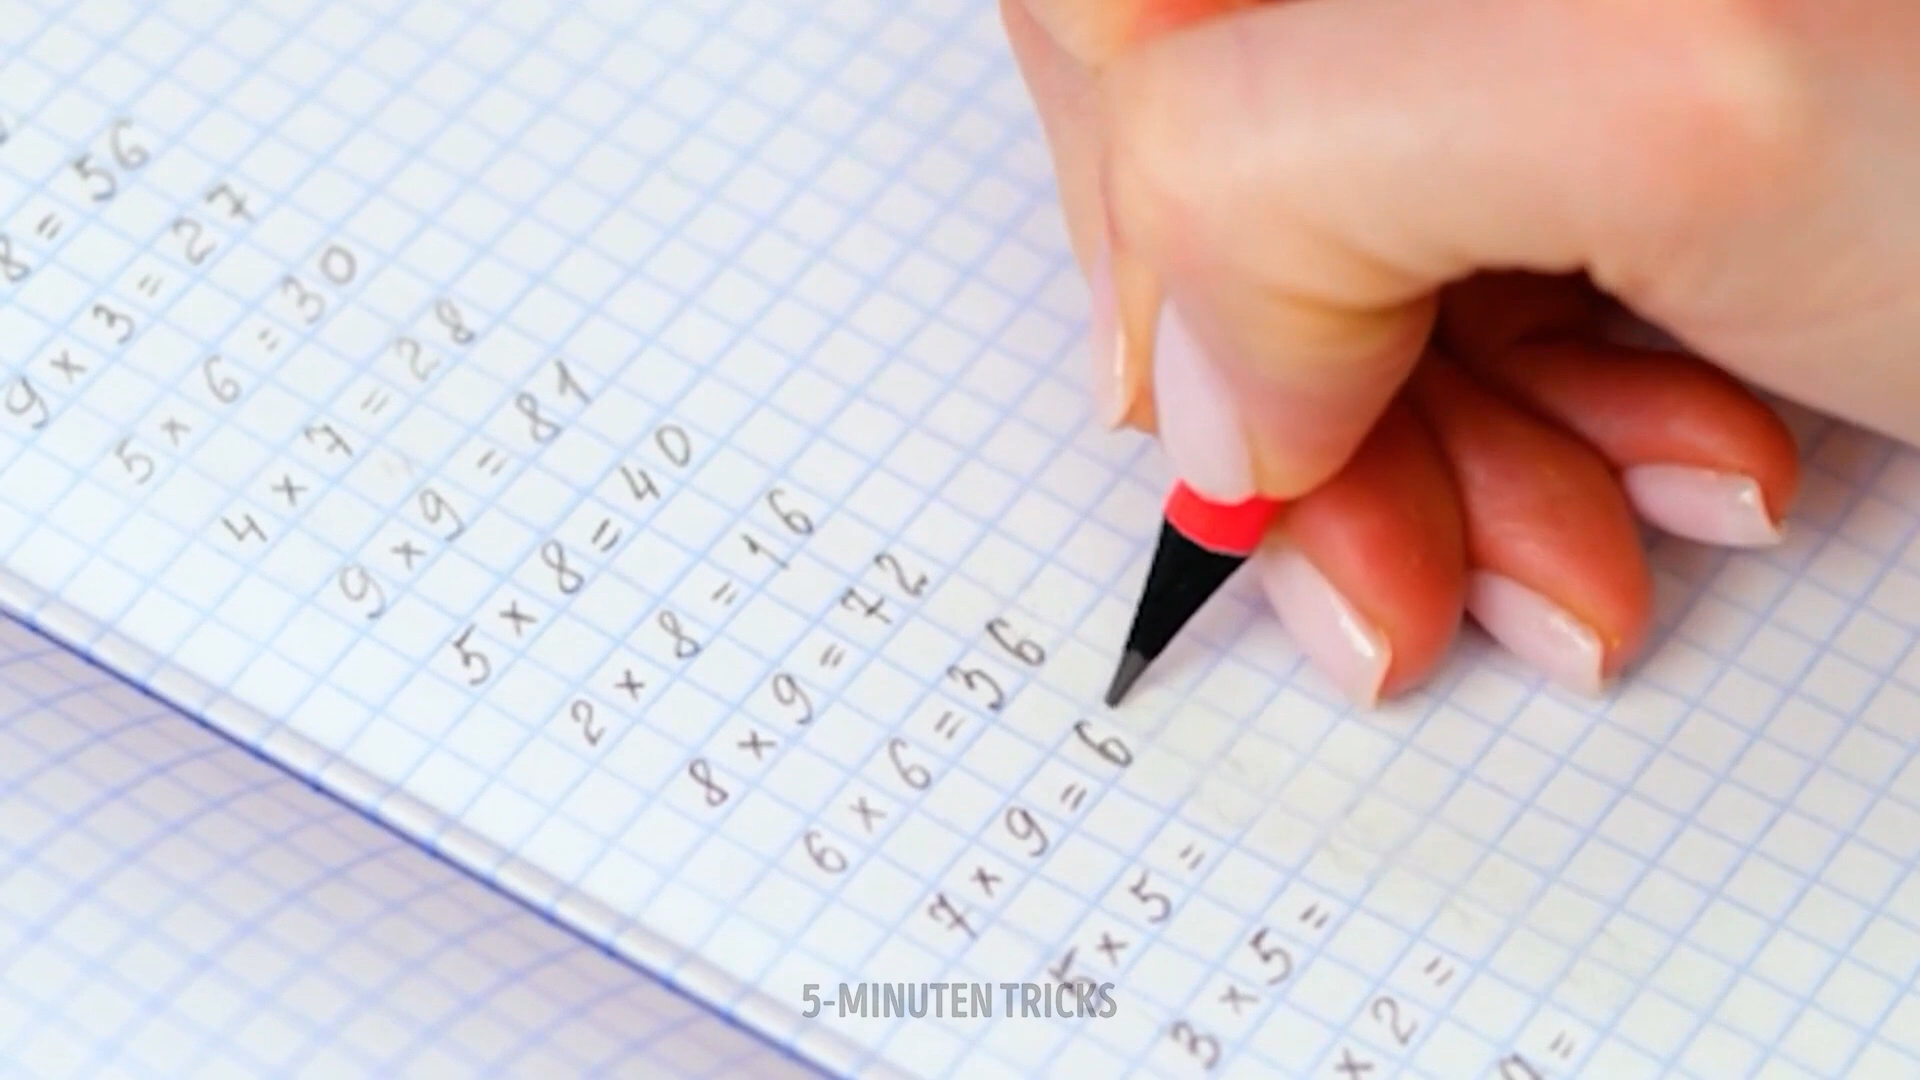 8 = 56
9 × 3 = 27
5 × 6 = 30
4 × 7 = 28
9 × 9 = 81
5 × 8 = 40
2 × 8 = 16
8 × 9 = 72
6 × 6 = 36
7 × 9 = 6
5 × 5 =
3 × 5 =
× 2 =
9 =
5-MINUTEN TRICKS